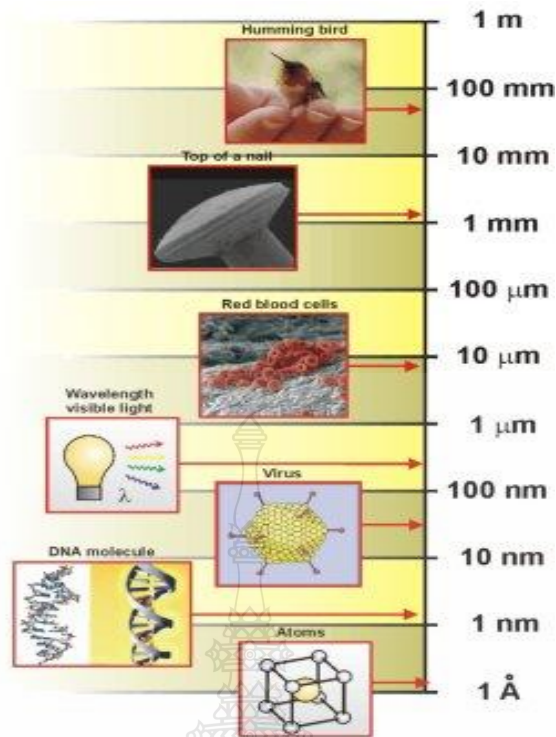 Humming bird
1 m
100 mm
10 mm
Top of a nail
1 mm
100 μm
Red blood cells
10 μm
Wavelength
visible light
1 μm
λ
Virus
100 nm
10 nm
DNA molecule
1 nm
Atoms
1 Å